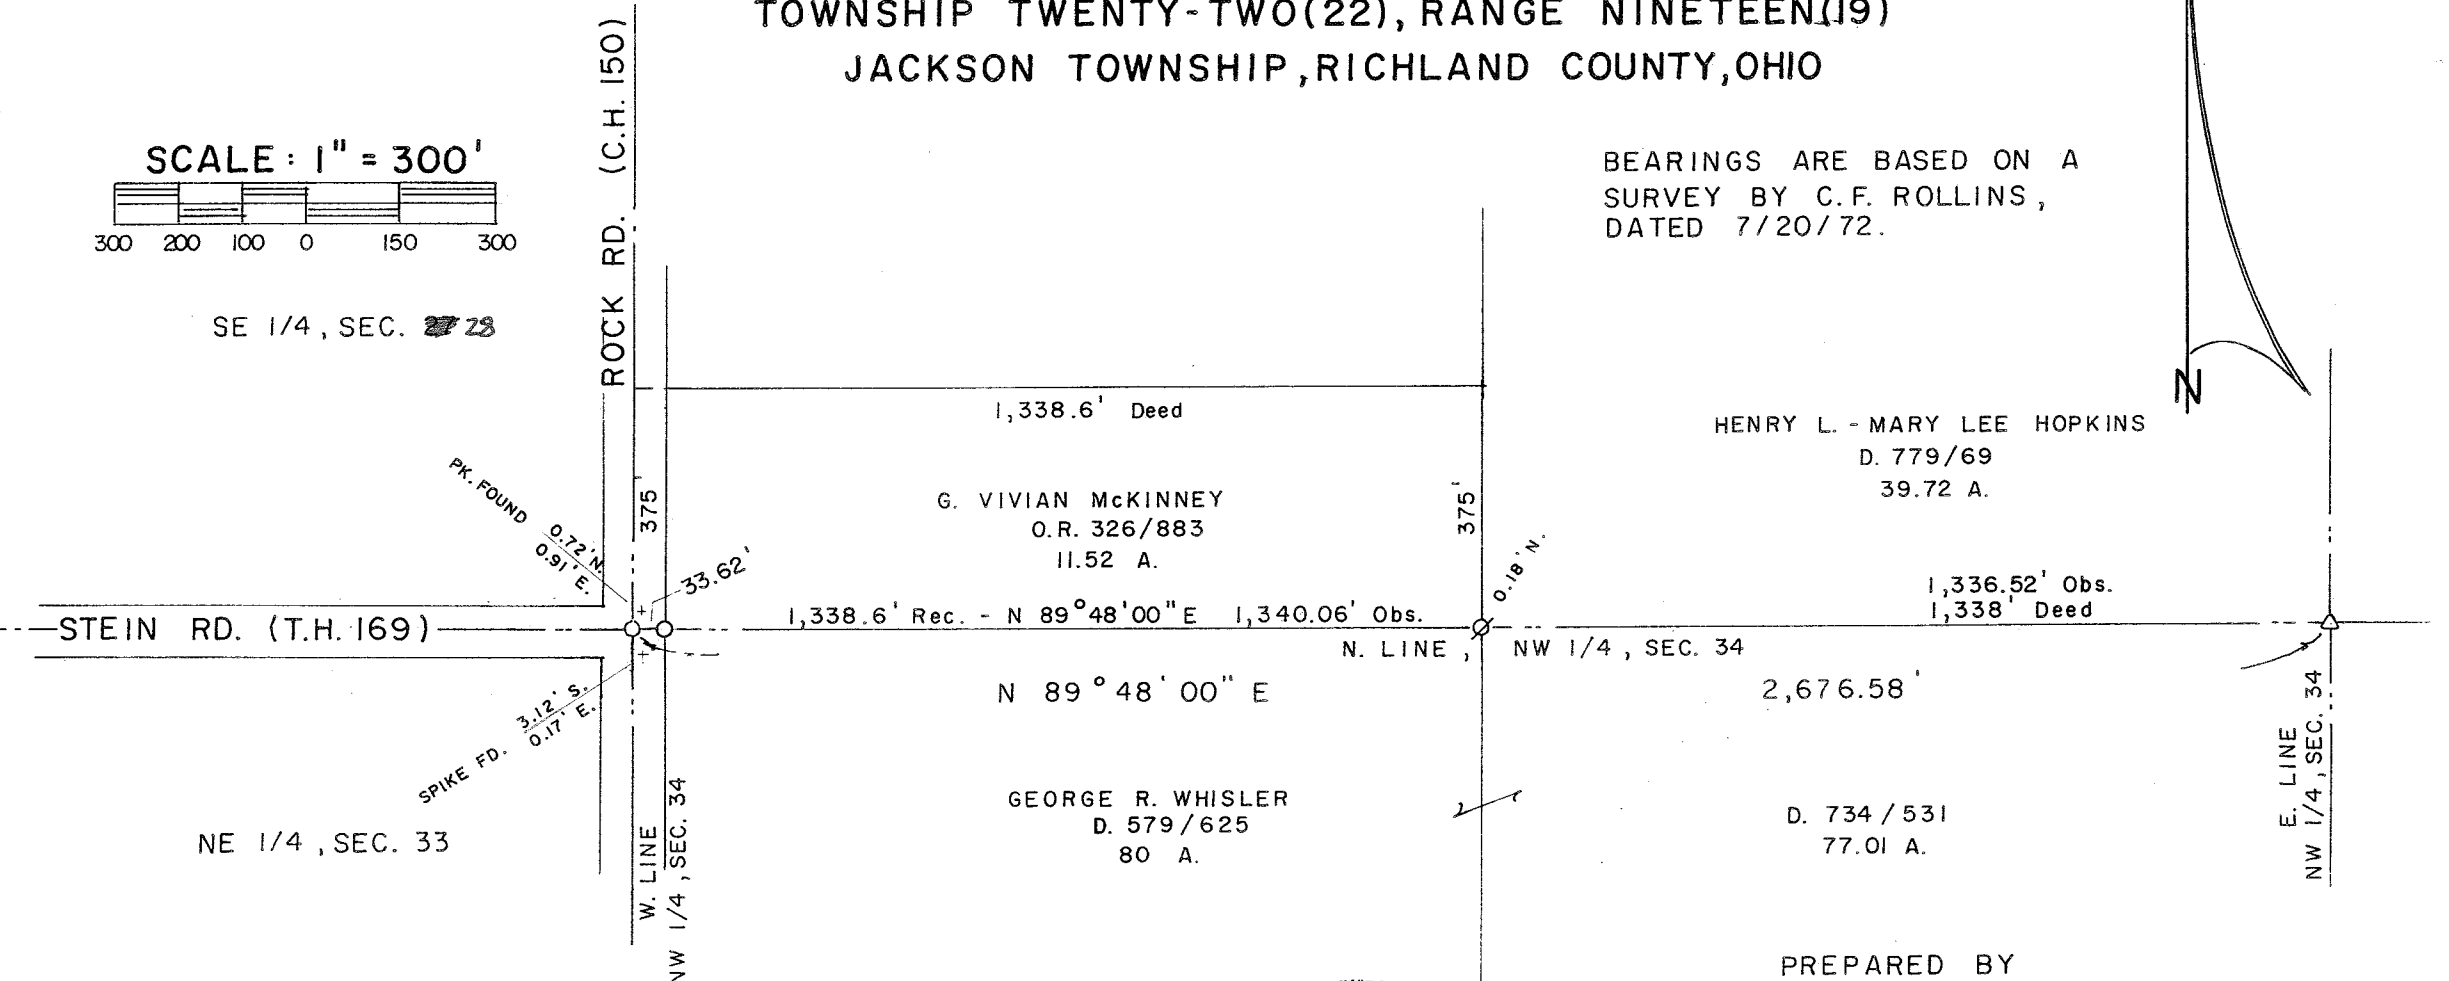 TOWNSHIP TWENTY-TWO(22), RANGE NINETEEN(19)
JACKSON TOWNSHIP, RICHLAND COUNTY, OHIO
SCALE: 1" = 300'
300 200 100 0 150 300
ROCK RD. (C.H. 150)
BEARINGS ARE BASED ON A
SURVEY BY C.F. ROLLINS,
DATED 7/20/72.
SE 1/4, SEC. 28
N
1,338.6' Deed
HENRY L. - MARY LEE HOPKINS
D. 779/69
39.72 A.
PK. FOUND 0.72' N.
0.91' E.
375'
G. VIVIAN McKINNEY
O.R. 326/883
11.52 A.
375'
0.18' N.
33.62'
1,336.52' Obs.
1,338' Deed
STEIN RD. (T.H. 169)
1,338.6' Rec. - N 89°48'00" E 1,340.06' Obs.
N. LINE, NW 1/4, SEC. 34
N 89°48'00" E 2,676.58'
SPIKE FD. 3.12' S.
0.17' E.
GEORGE R. WHISLER
D. 579/625
80 A.
D. 734/531
77.01 A.
NE 1/4, SEC. 33
W. LINE
NW 1/4, SEC. 34
E. LINE
NW 1/4, SEC. 34
PREPARED BY